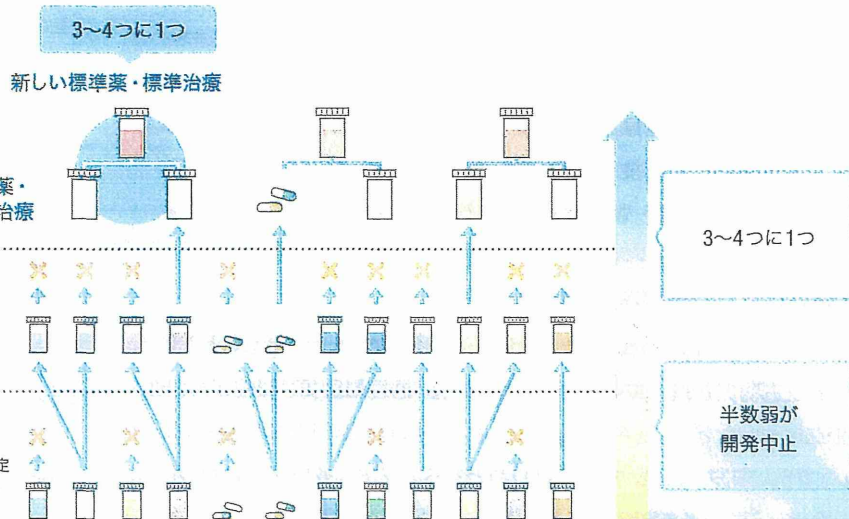 3〜4つに1つ
新しい標準薬・標準治療
薬・
治療
3〜4つに1つ
半数弱が
開発中止
定